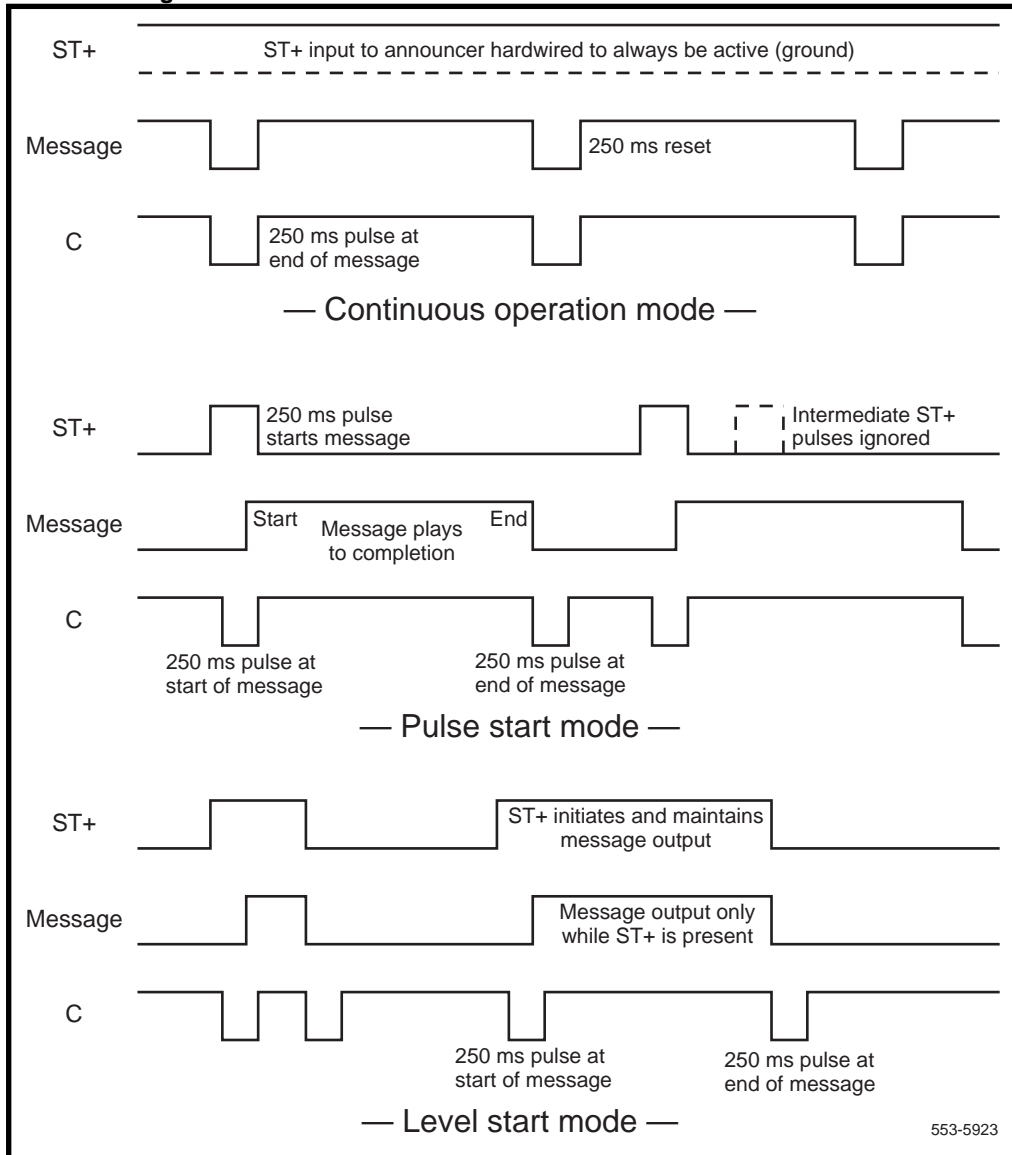 ST+
ST+ input to announcer hardwired to always be active (ground)
Message
250 ms reset
C
250 ms pulse at
end of message
— Continuous operation mode —
ST+
250 ms pulse
starts message
Intermediate ST+
pulses ignored
Message
Start
Message plays
to completion
End
C
250 ms pulse at
start of message
250 ms pulse at
end of message
— Pulse start mode —
ST+
ST+ initiates and maintains
message output
Message
Message output only
while ST+ is present
C
250 ms pulse at
start of message
250 ms pulse at
end of message
— Level start mode —
553-5923